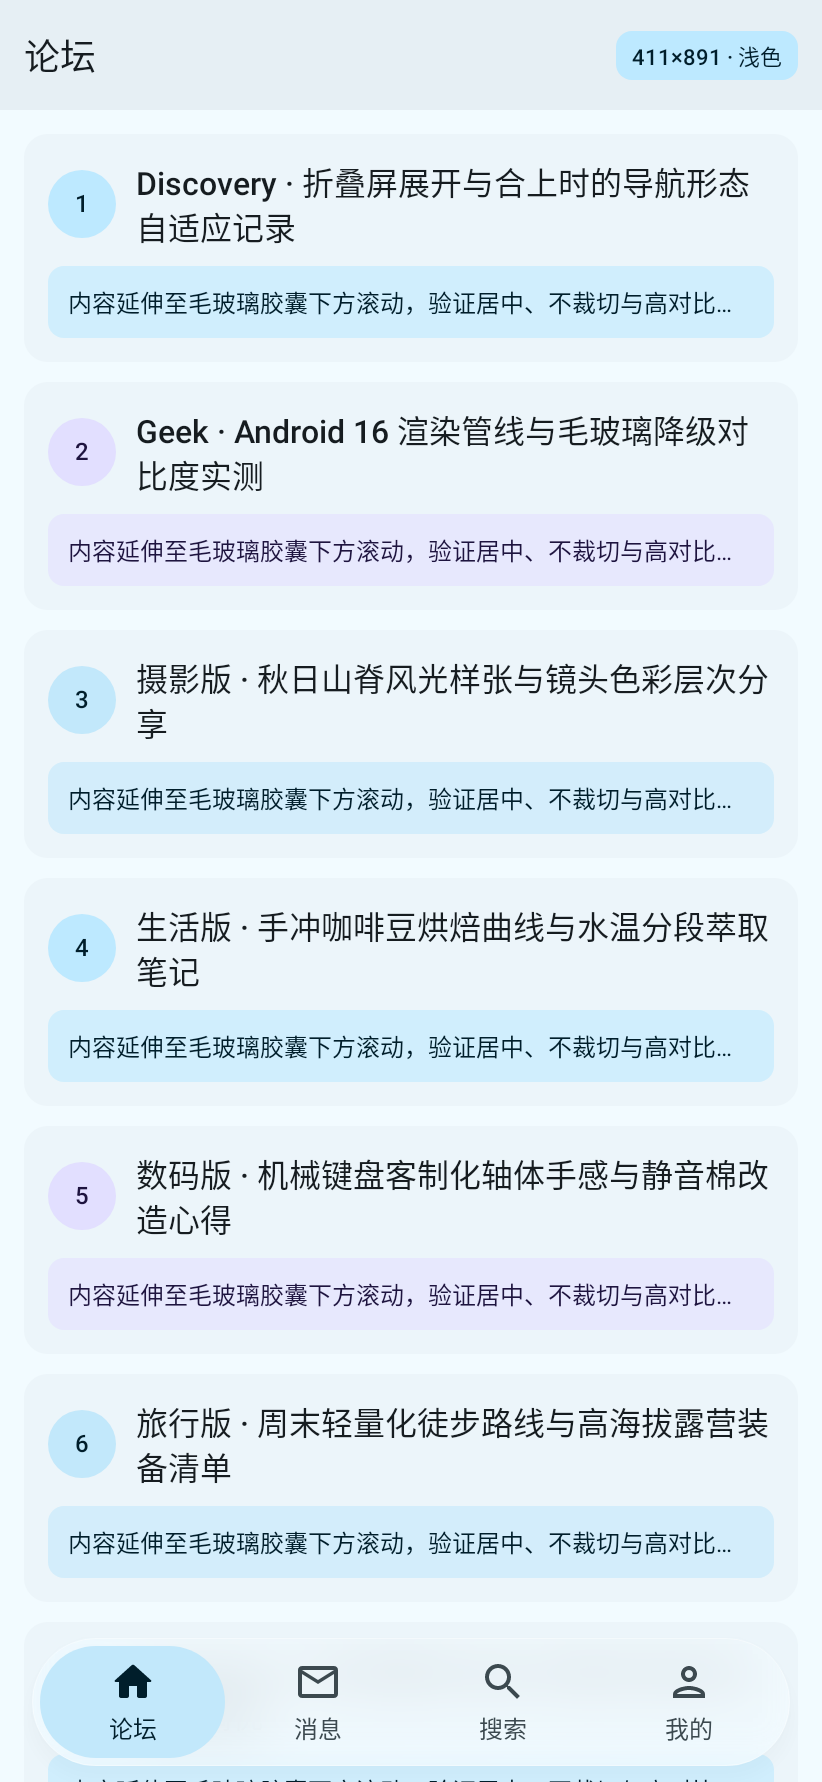 论坛
411×891 · 浅色
1
Discovery · 折叠屏展开与合上时的导航形态
自适应记录
内容延伸至毛玻璃胶囊下方滚动，验证居中、不裁切与高对比…
2
Geek · Android 16 渲染管线与毛玻璃降级对
比度实测
内容延伸至毛玻璃胶囊下方滚动，验证居中、不裁切与高对比…
3
摄影版 · 秋日山脊风光样张与镜头色彩层次分
享
内容延伸至毛玻璃胶囊下方滚动，验证居中、不裁切与高对比…
4
生活版 · 手冲咖啡豆烘焙曲线与水温分段萃取
笔记
内容延伸至毛玻璃胶囊下方滚动，验证居中、不裁切与高对比…
5
数码版 · 机械键盘客制化轴体手感与静音棉改
造心得
内容延伸至毛玻璃胶囊下方滚动，验证居中、不裁切与高对比…
6
旅行版 · 周末轻量化徒步路线与高海拔露营装
备清单
内容延伸至毛玻璃胶囊下方滚动，验证居中、不裁切与高对比…
论坛
消息
搜索
我的